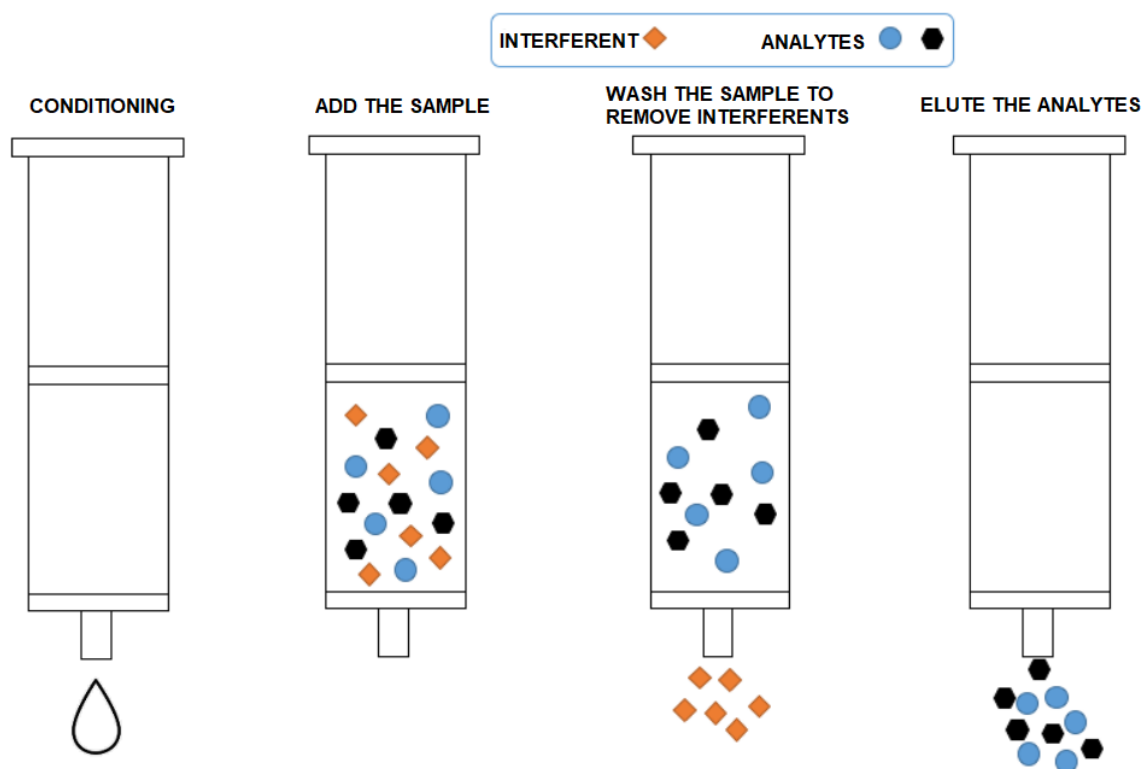 INTERFERENT
ANALYTES
CONDITIONING
ADD THE SAMPLE
WASH THE SAMPLE TO
REMOVE INTERFERENTS
ELUTE THE ANALYTES